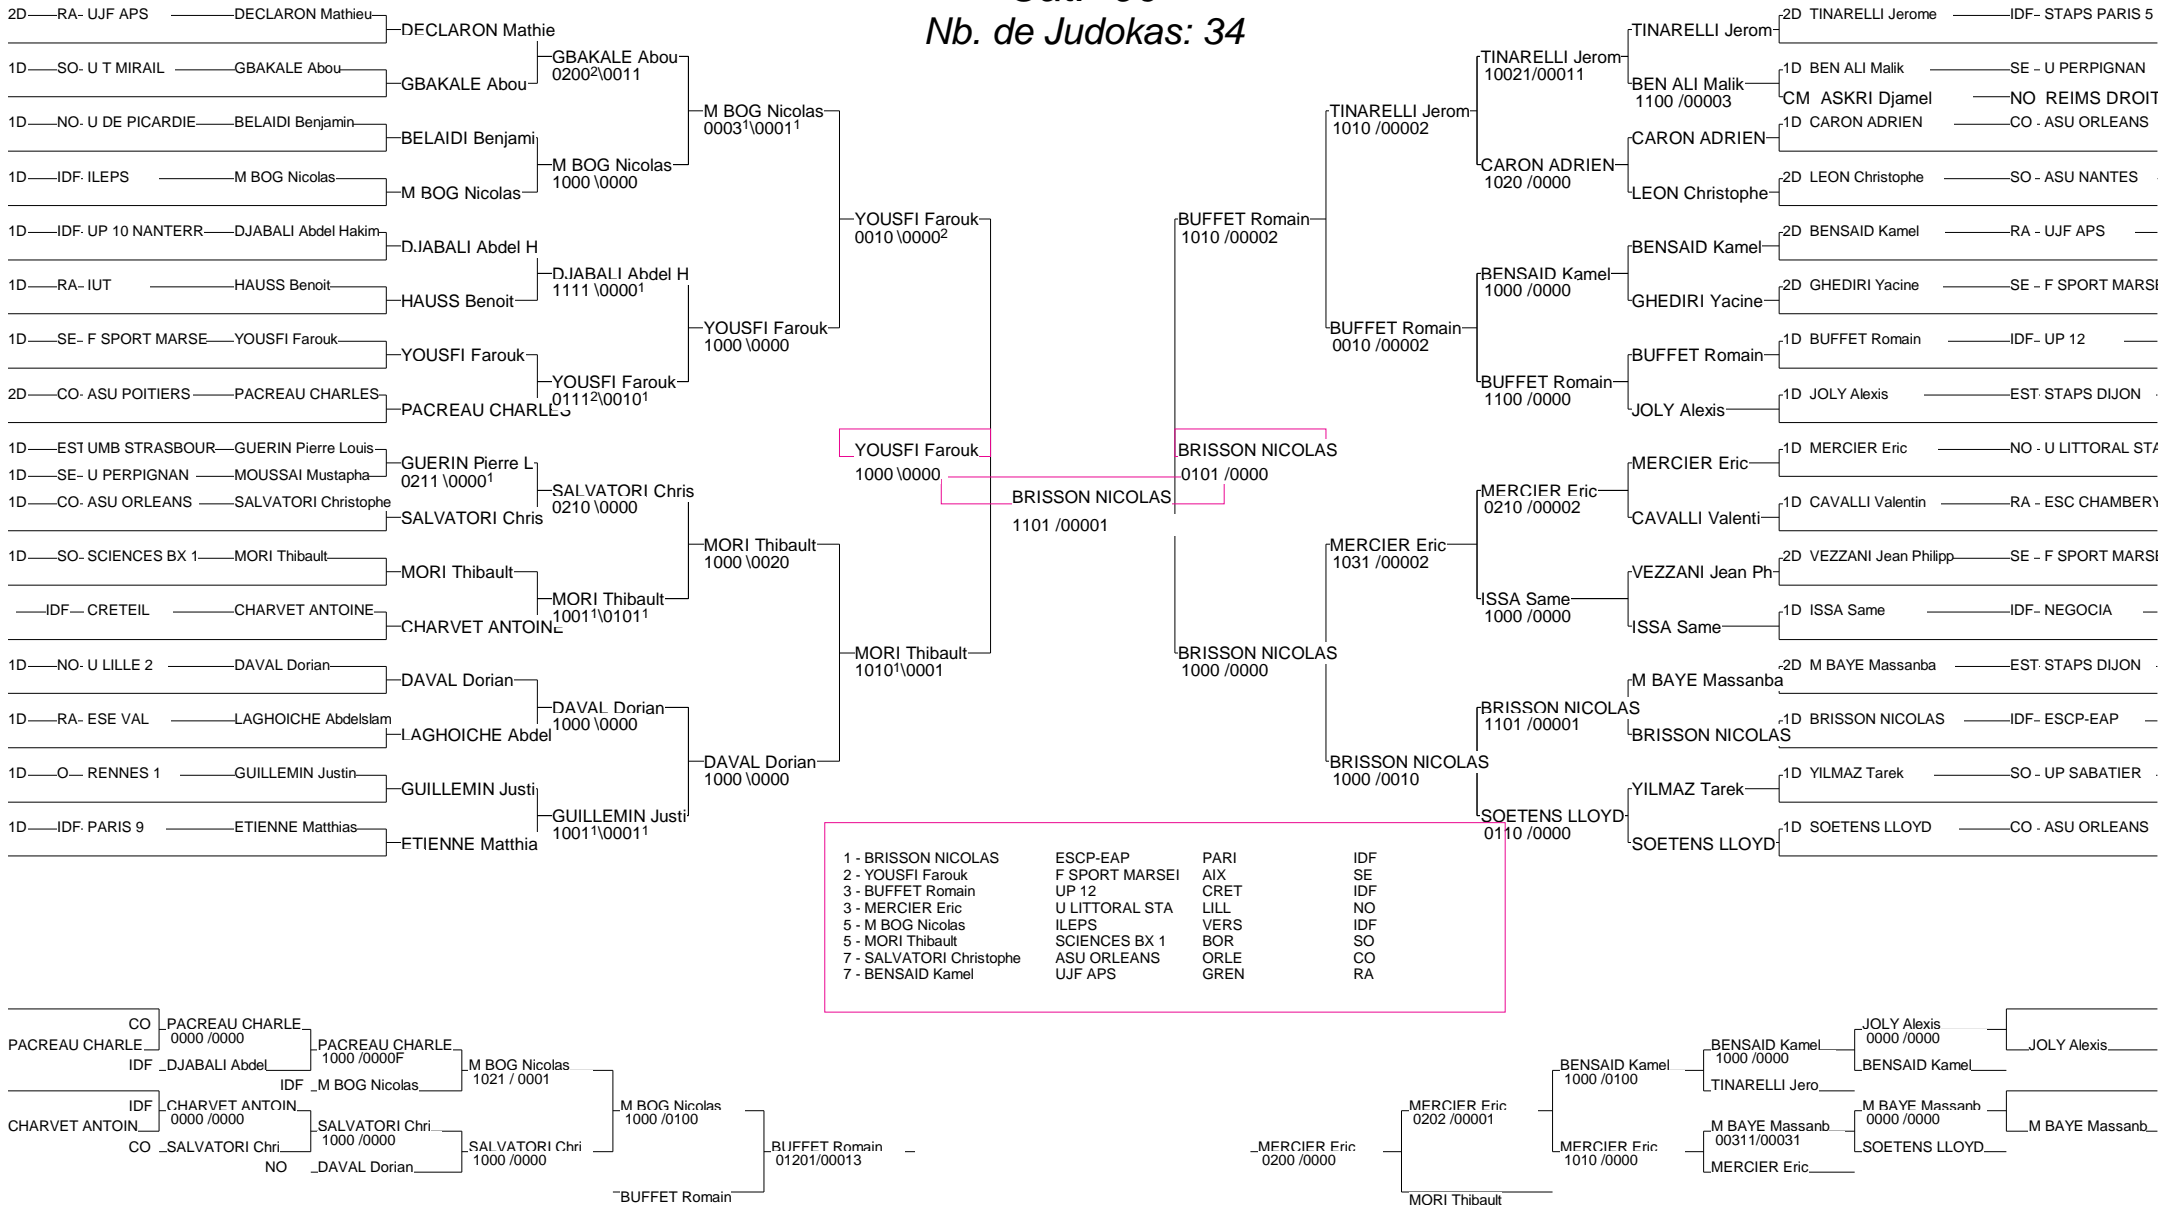 Nb. de Judokas: 34
2D RA- UJF APS DECLARON Mathieu
1D SO- U T MIRAIL GBAKALE Abou
1D NO- U DE PICARDIE BELAIDI Benjamin
1D IDF- ILEPS M BOG Nicolas
1D IDF- UP 10 NANTERR DJABALI Abdel Hakim
1D RA- IUT HAUSS Benoit
1D SE- F SPORT MARSE YOUSFI Farouk
2D CO- ASU POITIERS PACREAU CHARLES
1D EST UMB STRASBOUR GUERIN Pierre Louis
1D SE- U PERPIGNAN MOUSSAI Mustapha
1D CO- ASU ORLEANS SALVATORI Christophe
1D SO- SCIENCES BX 1 MORI Thibault
IDF CRETEIL CHARVET ANTOINE
1D NO- U LILLE 2 DAVAL Dorian
1D RA- ESE VAL LAGHOICHE Abdelslam
1D O RENNES 1 GUILLEMIN Justin
1D IDF- PARIS 9 ETIENNE Matthias
DECLARON Mathie
GBAKALE Abou
BELAIDI Benjami
M BOG Nicolas
DJABALI Abdel H
HAUSS Benoit
YOUSFI Farouk
PACREAU CHARLES
GUERIN Pierre L
0211 \0000¹
SALVATORI Chris
MORI Thibault
CHARVET ANTOINE
DAVAL Dorian
LAGHOICHE Abdel
GUILLEMIN Justi
ETIENNE Matthia
GBAKALE Abou
0200²\0011
M BOG Nicolas
1000 \0000
DJABALI Abdel H
1111 \0000¹
YOUSFI Farouk
0111²\0010¹
SALVATORI Chris
0210 \0000
MORI Thibault
1001¹\0101¹
DAVAL Dorian
1000 \0000
GUILLEMIN Justi
1001¹\0001¹
M BOG Nicolas
0003¹\0001¹
YOUSFI Farouk
1000 \0000
MORI Thibault
1000 \0020
DAVAL Dorian
1000 \0000
YOUSFI Farouk
0010 \0000²
MORI Thibault
1010¹\0001
YOUSFI Farouk
1000 \0000
BRISSON NICOLAS
1101 /00001
BRISSON NICOLAS
0101 /0000
BUFFET Romain
1010 /00002
BRISSON NICOLAS
1000 /0000
TINARELLI Jerom
1010 /00002
BUFFET Romain
0010 /00002
MERCIER Eric
1031 /00002
BRISSON NICOLAS
1000 /0010
TINARELLI Jerom
10021/00011
CARON ADRIEN
1020 /0000
BENSAID Kamel
1000 /0000
BUFFET Romain
1100 /0000
MERCIER Eric
0210 /00002
ISSA Same
1000 /0000
BRISSON NICOLAS
1101 /00001
SOETENS LLOYD
0110 /0000
TINARELLI Jerom
BEN ALI Malik
1100 /00003
CARON ADRIEN
LEON Christophe
BENSAID Kamel
GHEDIRI Yacine
BUFFET Romain
JOLY Alexis
MERCIER Eric
CAVALLI Valenti
VEZZANI Jean Ph
ISSA Same
M BAYE Massanba
BRISSON NICOLAS
YILMAZ Tarek
SOETENS LLOYD
2D TINARELLI Jerome IDF- STAPS PARIS 5
1D BEN ALI Malik SE - U PERPIGNAN
CM ASKRI Djamel NO REIMS DROIT
1D CARON ADRIEN CO - ASU ORLEANS
2D LEON Christophe SO - ASU NANTES
2D BENSAID Kamel RA - UJF APS
2D GHEDIRI Yacine SE - F SPORT MARSE
1D BUFFET Romain IDF- UP 12
1D JOLY Alexis EST- STAPS DIJON
1D MERCIER Eric NO - U LITTORAL STA
1D CAVALLI Valentin RA - ESC CHAMBERY
2D VEZZANI Jean Philipp SE - F SPORT MARSE
1D ISSA Same IDF- NEGOCIA
2D M BAYE Massanba EST- STAPS DIJON
1D BRISSON NICOLAS IDF- ESCP-EAP
1D YILMAZ Tarek SO - UP SABATIER
1D SOETENS LLOYD CO - ASU ORLEANS
1 - BRISSON NICOLAS ESCP-EAP PARI IDF
2 - YOUSFI Farouk F SPORT MARSEI AIX SE
3 - BUFFET Romain UP 12 CRET IDF
3 - MERCIER Eric U LITTORAL STA LILL NO
5 - M BOG Nicolas ILEPS VERS IDF
5 - MORI Thibault SCIENCES BX 1 BOR SO
7 - SALVATORI Christophe ASU ORLEANS ORLE CO
7 - BENSAID Kamel UJF APS GREN RA
CO
PACREAU CHARLE
IDF
IDF
CHARVET ANTOIN
CO
PACREAU CHARLE
0000 /0000
DJABALI Abdel
IDF
CHARVET ANTOIN
0000 /0000
SALVATORI Chri
NO
PACREAU CHARLE
1000 /0000F
M BOG Nicolas
SALVATORI Chri
1000 /0000
DAVAL Dorian
M BOG Nicolas
1021 / 0001
SALVATORI Chri
1000 /0000
M BOG Nicolas
1000 /0100
BUFFET Romain
BUFFET Romain
01201/00013
MERCIER Eric
0200 /0000
MERCIER Eric
0202 /00001
MORI Thibault
BENSAID Kamel
1000 /0100
MERCIER Eric
1010 /0000
BENSAID Kamel
1000 /0000
TINARELLI Jero
M BAYE Massanb
00311/00031
MERCIER Eric
JOLY Alexis
0000 /0000
BENSAID Kamel
M BAYE Massanb
0000 /0000
SOETENS LLOYD
JOLY Alexis
M BAYE Massanb